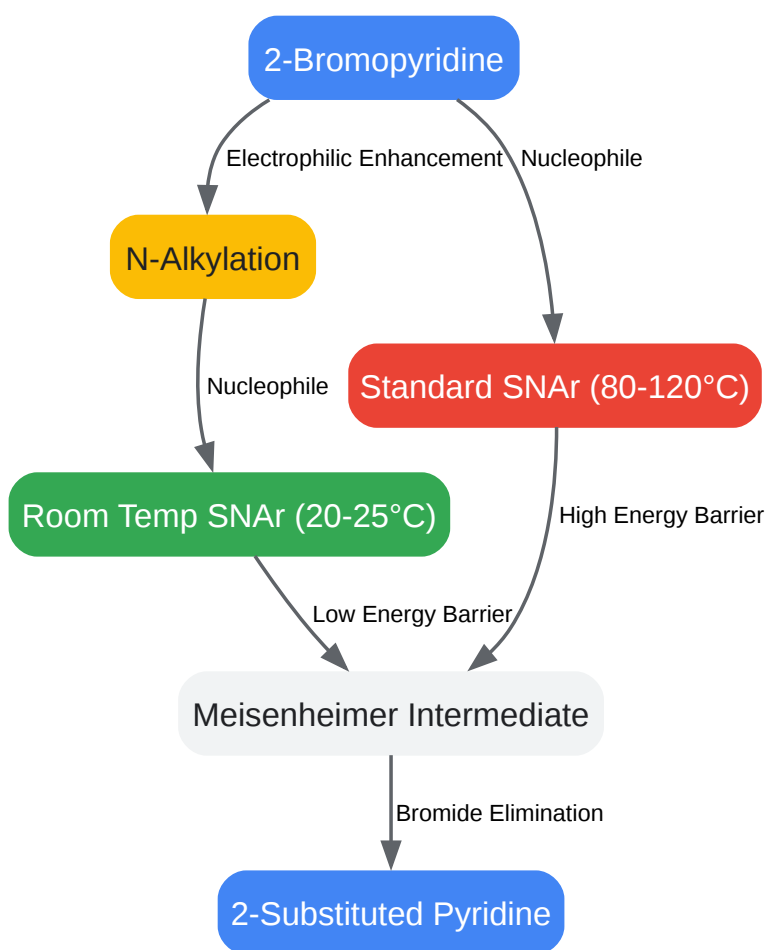 2-Bromopyridine
Electrophilic Enhancement
Nucleophile
N-Alkylation
Nucleophile
Standard SNAr (80-120°C)
Room Temp SNAr (20-25°C)
High Energy Barrier
Low Energy Barrier
Meisenheimer Intermediate
Bromide Elimination
2-Substituted Pyridine